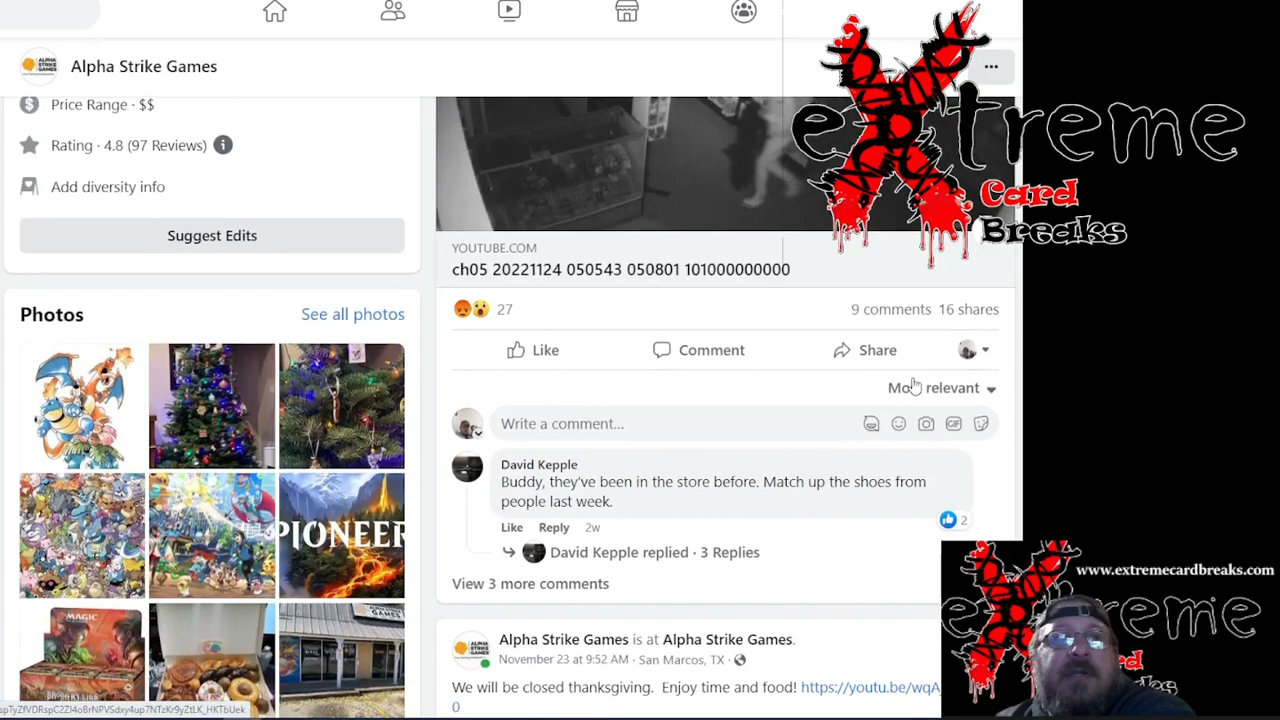 Alpha Strike Games
...
Price Range · $$
Rating · 4.8 (97 Reviews)
Add diversity info
Suggest Edits
Photos
See all photos
PIONEER
MAGIC
YOUTUBE.COM
ch05 20221124 050543 050801 101000000000
27
9 comments 16 shares
Like
Comment
Share
relevant
Write a comment...
GIF
David Kepple
Buddy, they've been in the store before. Match up the shoes from
people last week.
2
Like Reply 2w
David Kepple replied · 3 Replies
View 3 more comments
Alpha Strike Games is at Alpha Strike Games.
November 23 at 9:52 AM · San Marcos, TX ·
We will be closed thanksgiving. Enjoy time and food! https://youtu.be/wqA
0
eXtreme
Card
Breaks
www.extremecardbreaks.com